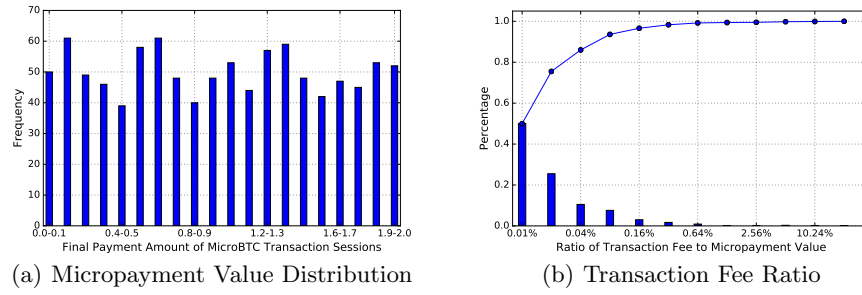 70
60
50
40
30
20
10
0
Frequency
0.0-0.1 0.4-0.5 0.8-0.9 1.2-1.3 1.6-1.7 1.9-2.0
Final Payment Amount of MicroBTC Transaction Sessions
(a) Micropayment Value Distribution
1.0
0.8
0.6
0.4
0.2
0.0
Percentage
0.01% 0.04% 0.16% 0.64% 2.56% 10.24%
Ratio of Transaction Fee to Micropayment Value
(b) Transaction Fee Ratio